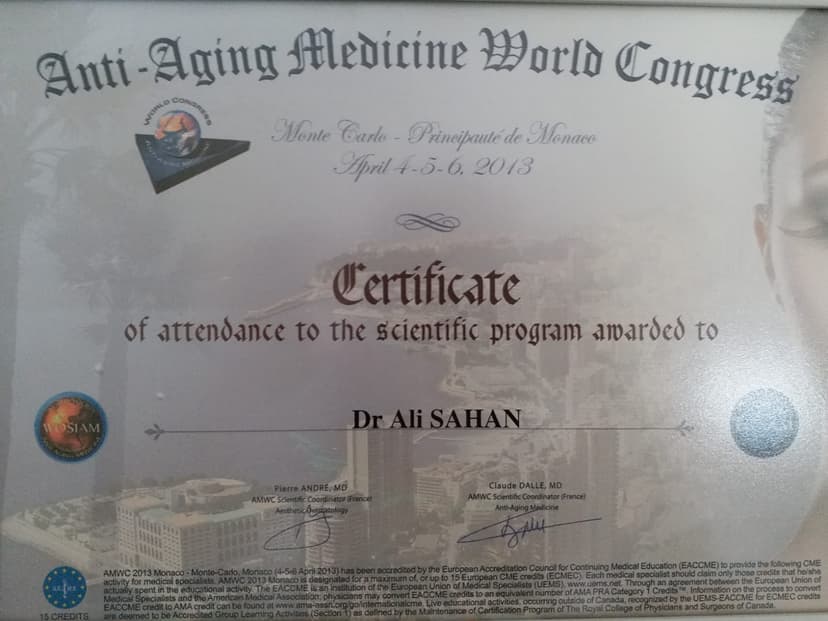 Anti-Aging Medicine World Congress
WORLD CONGRESS
Monte Carlo - Principauté de Monaco
April 4-5-6, 2013
Certificate
of attendance to the scientific program awarded to
WOSIAM
Dr Ali SAHAN
Pierre ANDRÉ, MD
AMWC Scientific Coordinator (France)
Aesthetic Dermatology
Claude DALLE, MD
AMWC Scientific Coordinator (France)
Anti-Aging Medicine
15 CREDITS
AMWC 2013 Monaco - Monte-Carlo, Monaco (4-5-6 April 2013) has been accredited by the European Accreditation Council for Continuing Medical Education (EACCME) to provide the following CME
activity for medical specialists. AMWC 2013 Monaco is designated for a maximum of, or up to 15 European CME credits (ECMEC). Each medical specialist should claim only those credits that he/she
actually spent in the educational activity. The EACCME is an institution of the European Union of Medical Specialists (UEMS), www.uems.net. Through an agreement between the European Union of
Medical Specialists and the American Medical Association, physicians may convert EACCME credits to an equivalent number of AMA PRA Category 1 Credits™. Information on the process to convert
EACCME credit to AMA credit can be found at www.ama-assn.org/go/internationalcme. Live educational activities, occurring outside of Canada, recognized by the UEMS-EACCME for ECMEC credits
are deemed to be Accredited Group Learning Activities (Section 1) as defined by the Maintenance of Certification Program of The Royal College of Physicians and Surgeons of Canada.